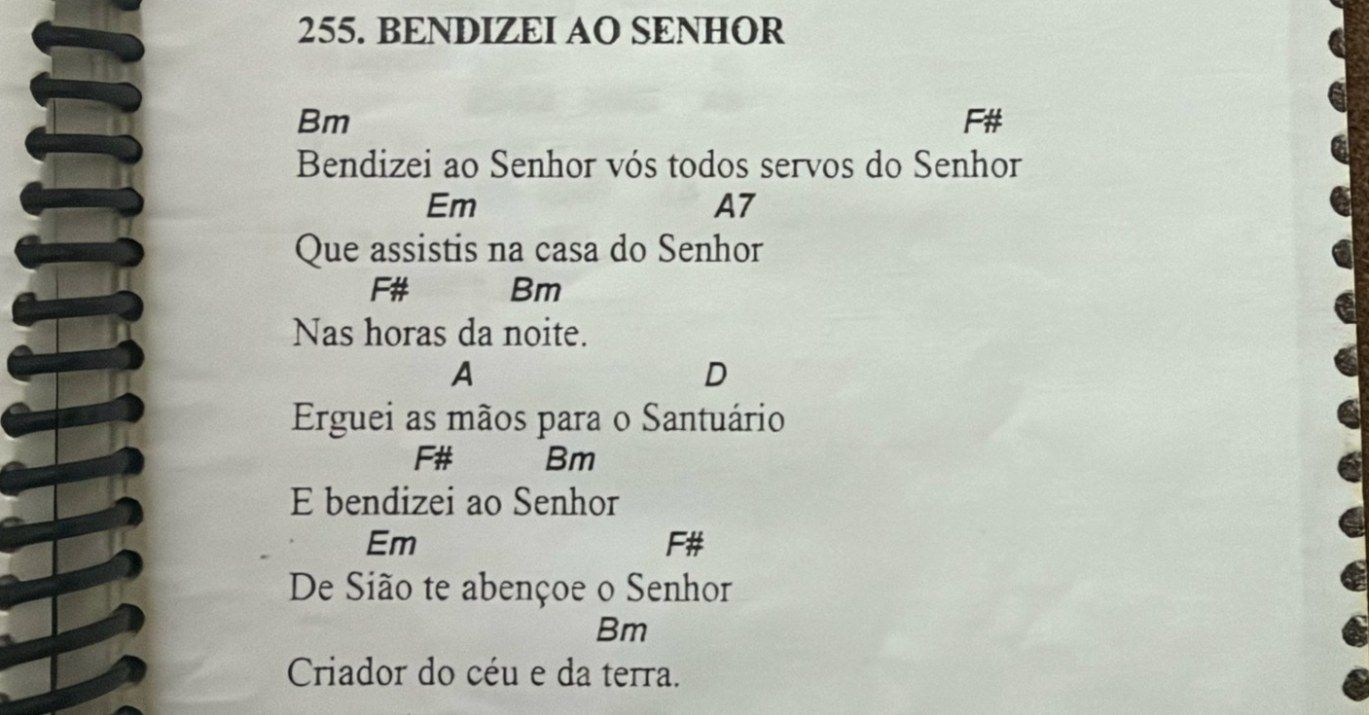 255. BENDIZEI AO SENHOR
Bm F#
Bendizei ao Senhor vós todos servos do Senhor
Em A7
Que assistis na casa do Senhor
F# Bm
Nas horas da noite.
A D
Erguei as mãos para o Santuário
F# Bm
E bendizei ao Senhor
Em F#
De Sião te abençoe o Senhor
Bm
Criador do céu e da terra.